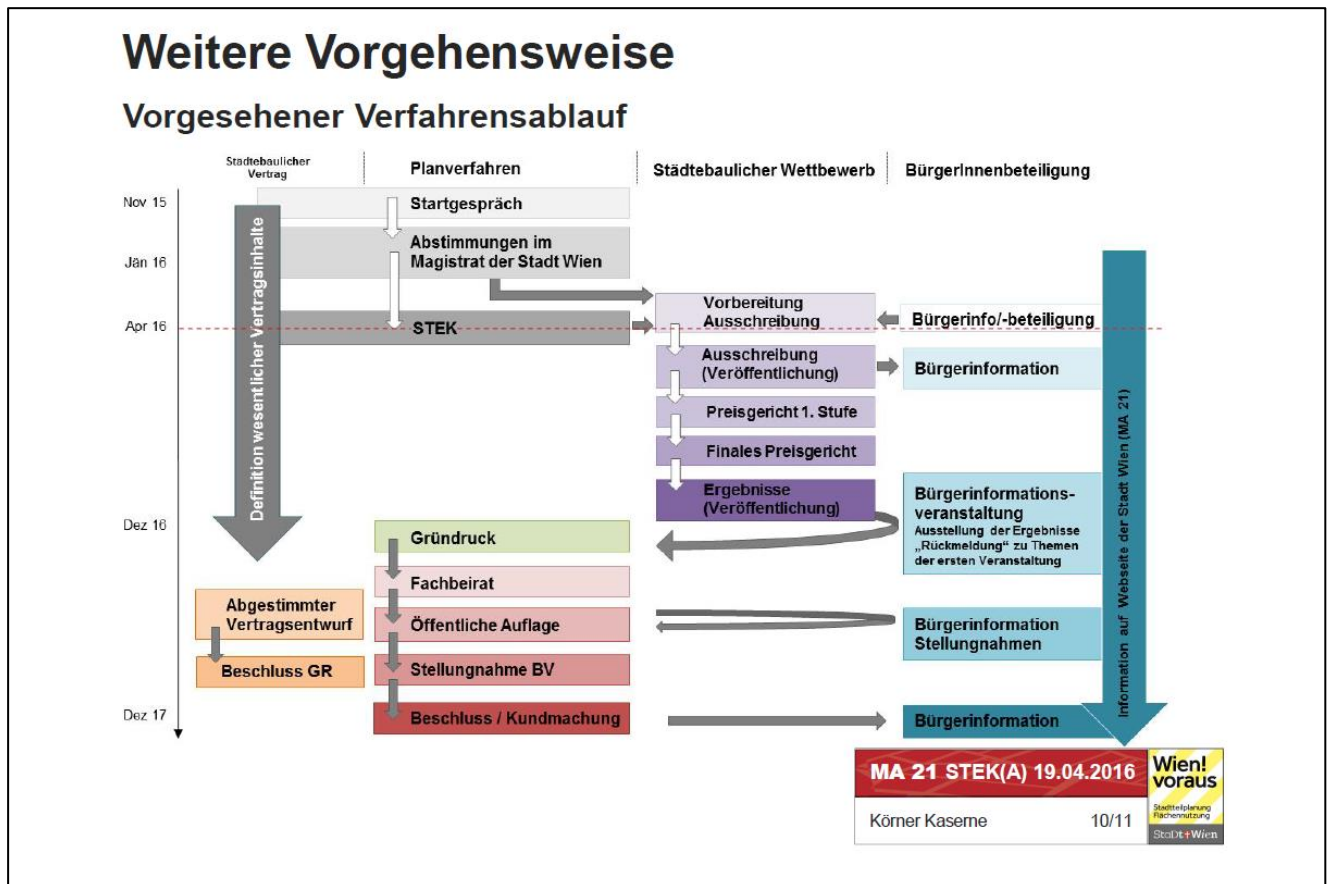 Weitere Vorgehensweise
Vorgesehener Verfahrensablauf
Städtebaulicher
Vertrag
Planverfahren
Städtebaulicher Wettbewerb
BürgerInnenbeteiligung
Nov 15
Jän 16
Apr 16
Dez 16
Dez 17
Definition wesentlicher Vertragsinhalte
Abgestimmter
Vertragsentwurf
Beschluss GR
Startgespräch
Abstimmungen im
Magistrat der Stadt Wien
STEK
Gründruck
Fachbeirat
Öffentliche Auflage
Stellungnahme BV
Beschluss / Kundmachung
Vorbereitung
Ausschreibung
Ausschreibung
(Veröffentlichung)
Preisgericht 1. Stufe
Finales Preisgericht
Ergebnisse
(Veröffentlichung)
Bürgerinfo/-beteiligung
Bürgerinformation
Bürgerinformations-
veranstaltung
Ausstellung der Ergebnisse
„Rückmeldung“ zu Themen
der ersten Veranstaltung
Bürgerinformation
Stellungnahmen
Bürgerinformation
Information auf Webseite der Stadt Wien (MA 21)
MA 21 STEK(A) 19.04.2016
Körner Kaserne 10/11
Wien!
voraus
Stadtteilplanung
Flächennutzung
StaDt Wien